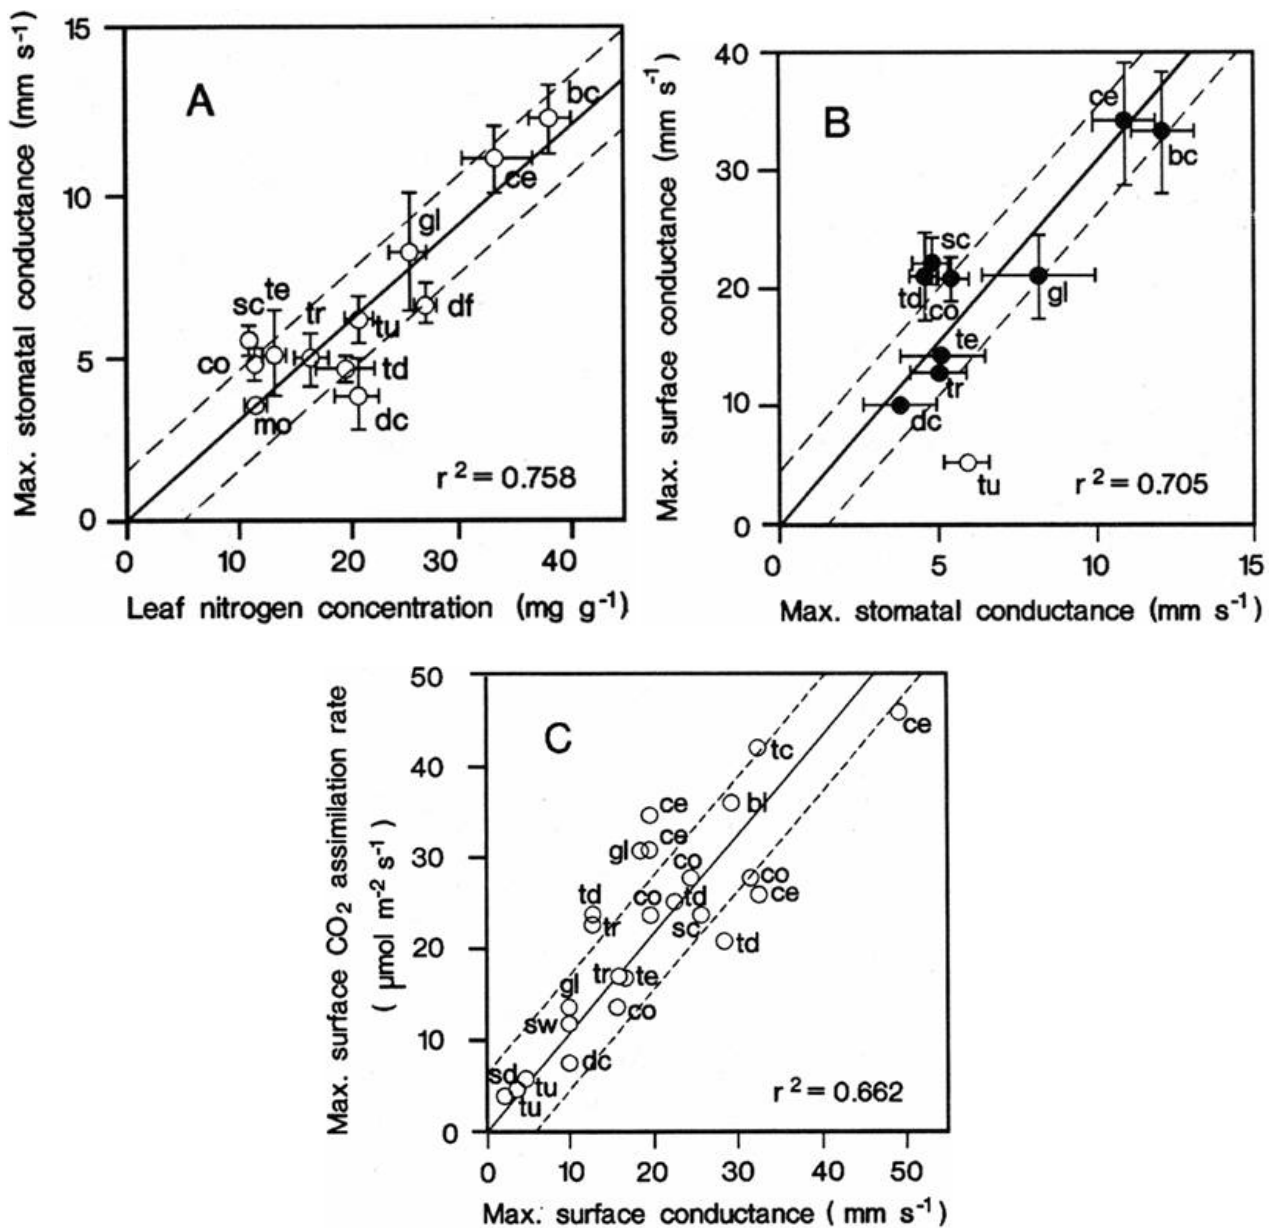 A
Max. stomatal conductance (mm s-1)
15
10
5
0
bc
ce
gl
df
te
sc
tr
tu
co
td
mo
dc
r 2 = 0.758
0 10 20 30 40
Leaf nitrogen concentration (mg g-1)
B
Max. surface conductance (mm s-1)
40
30
20
10
0
ce
bc
sc
td
co
gl
te
tr
dc
tu
r 2 = 0.705
0 5 10 15
Max. stomatal conductance (mm s-1)
C
Max. surface CO2 assimilation rate
( µmol m-2 s-1 )
50
40
30
20
10
0
ce
tc
ce bl
gl ce
co co
ce
td co td
tr sc
td
tr te
gl
co
sw
dc
sd tu
tu
r 2 = 0.662
0 10 20 30 40 50
Max. surface conductance ( mm s-1)